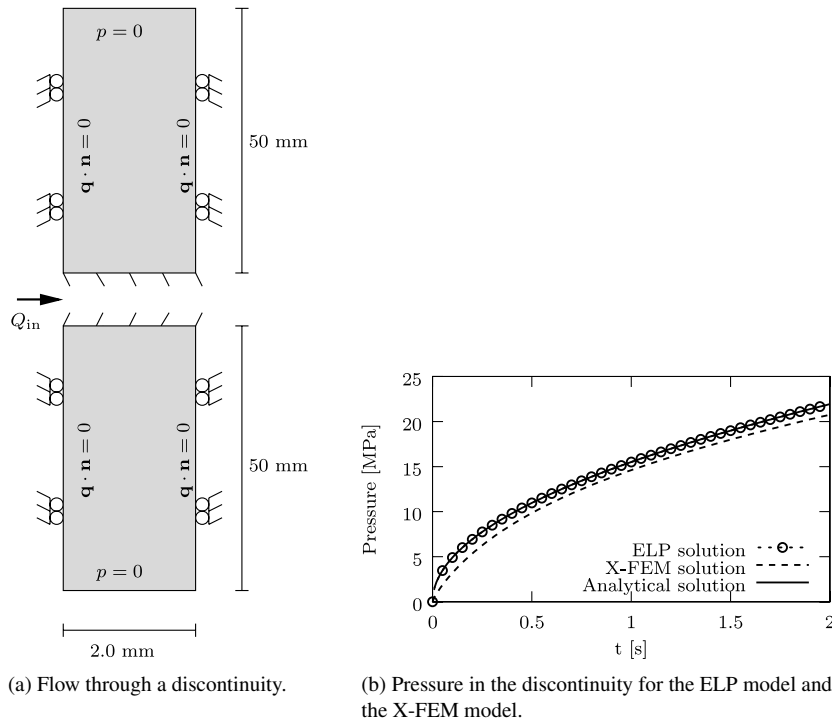 p = 0
q · n = 0
q · n = 0
50 mm
Q_in
q · n = 0
q · n = 0
50 mm
p = 0
2.0 mm
(a) Flow through a discontinuity.
25
20
15
10
5
0
Pressure [MPa]
ELP solution
X-FEM solution
Analytical solution
0
0.5
1
1.5
2
t [s]
(b) Pressure in the discontinuity for the ELP model and
the X-FEM model.